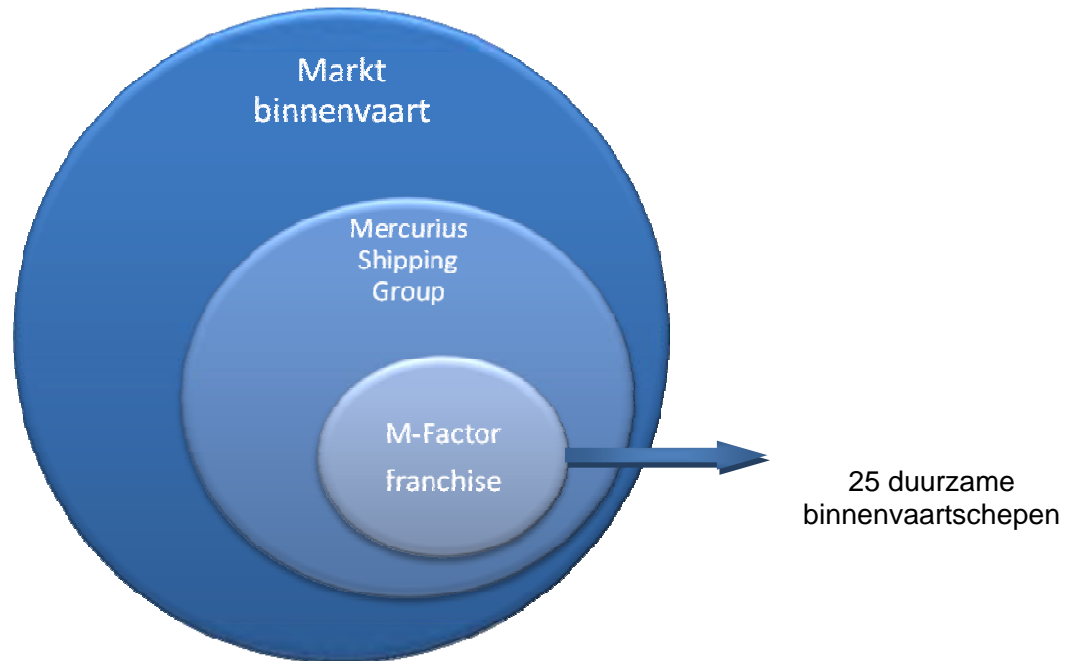 Markt
binnenvaart
Mercurius
Shipping
Group
M-Factor
franchise
25 duurzame
binnenvaartschepen